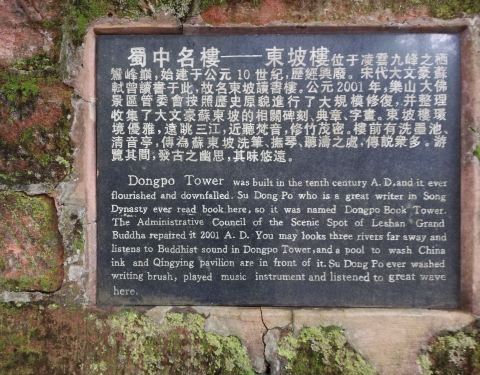 蜀中名樓——東坡樓位于凌雲九峰之栖
鸞峰巔,始建于公元10世紀,歷經興廢。宋代大文豪蘇
軾曾讀書于此,故名東坡讀書樓。公元2001年,樂山大佛
景區管委會按照歷史原貌進行了大規模修復,并整理
收集了大文豪蘇東坡的相關碑刻、典章、字畫。東坡樓環
境優雅,遠眺三江,近聽梵音,修竹茂密。樓前有洗墨池、
清音亭,傳為蘇東坡洗筆、撫琴、聽濤之處,傳說衆多。游
覽其間,發古之幽思,其味悠遠。
Dongpo Tower was built in the tenth century A. D, and it ever
flourished and downfalled. Su Dong Po who is a great writer in Song
Dynasty ever read book here, so it was named Dongpo Book Tower.
The Administrative Council of the Scenic Spot of Leshan Grand
Buddha repaired it 2001 A. D. You may looks three rivers far away and
listens to Buddhist sound in Dongpo Tower, and a pool to wash China
ink and Qingying pavilion are in front of it. Su Dong Po ever washed
writing brush, played music instrument and listened to great wave
here.